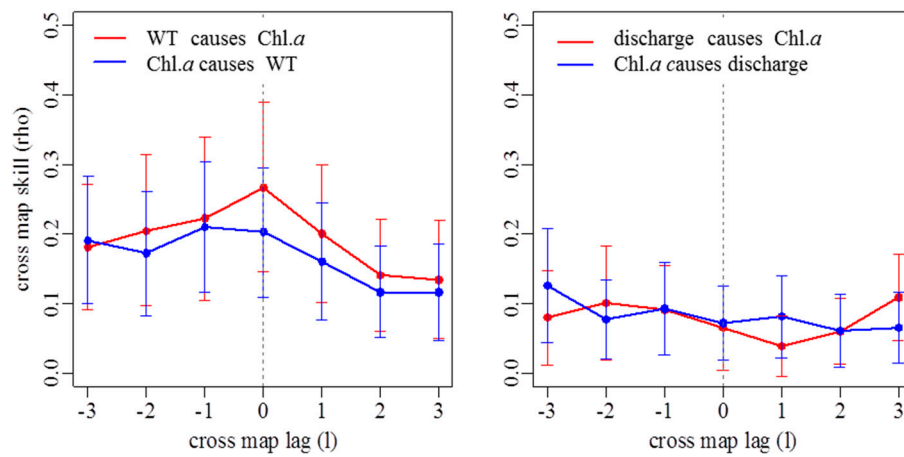 WT causes Chl.a
Chl.a causes WT
cross map skill (rho)
0.5
0.4
0.3
0.2
0.1
0.0
-3 -2 -1 0 1 2 3
cross map lag (l)
discharge causes Chl.a
Chl.a causes discharge
0.5
0.4
0.3
0.2
0.1
0.0
-3 -2 -1 0 1 2 3
cross map lag (l)